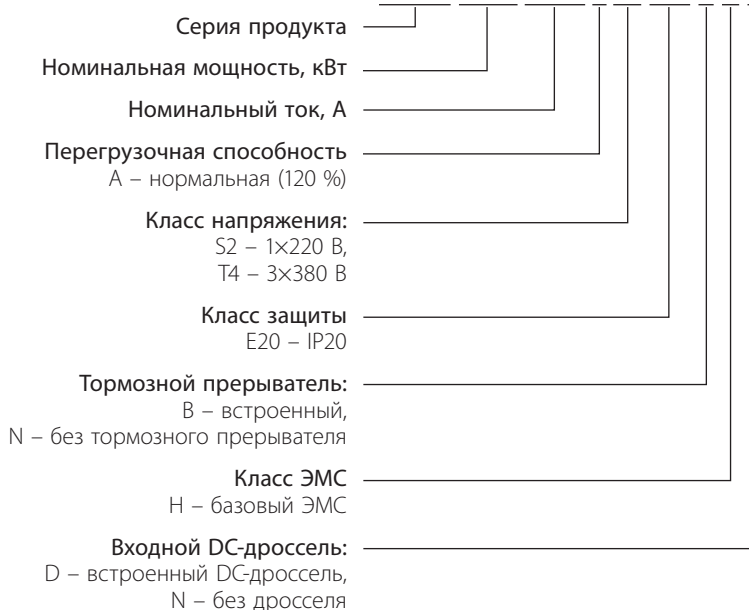 Серия продукта
Номинальная мощность, кВт
Номинальный ток, А
Перегрузочная способность
A – нормальная (120 %)
Класс напряжения:
S2 – 1×220 В,
T4 – 3×380 В
Класс защиты
E20 – IP20
Тормозной прерыватель:
B – встроенный,
N – без тормозного прерывателя
Класс ЭМС
H – базовый ЭМС
Входной DC-дроссель:
D – встроенный DC-дроссель,
N – без дросселя